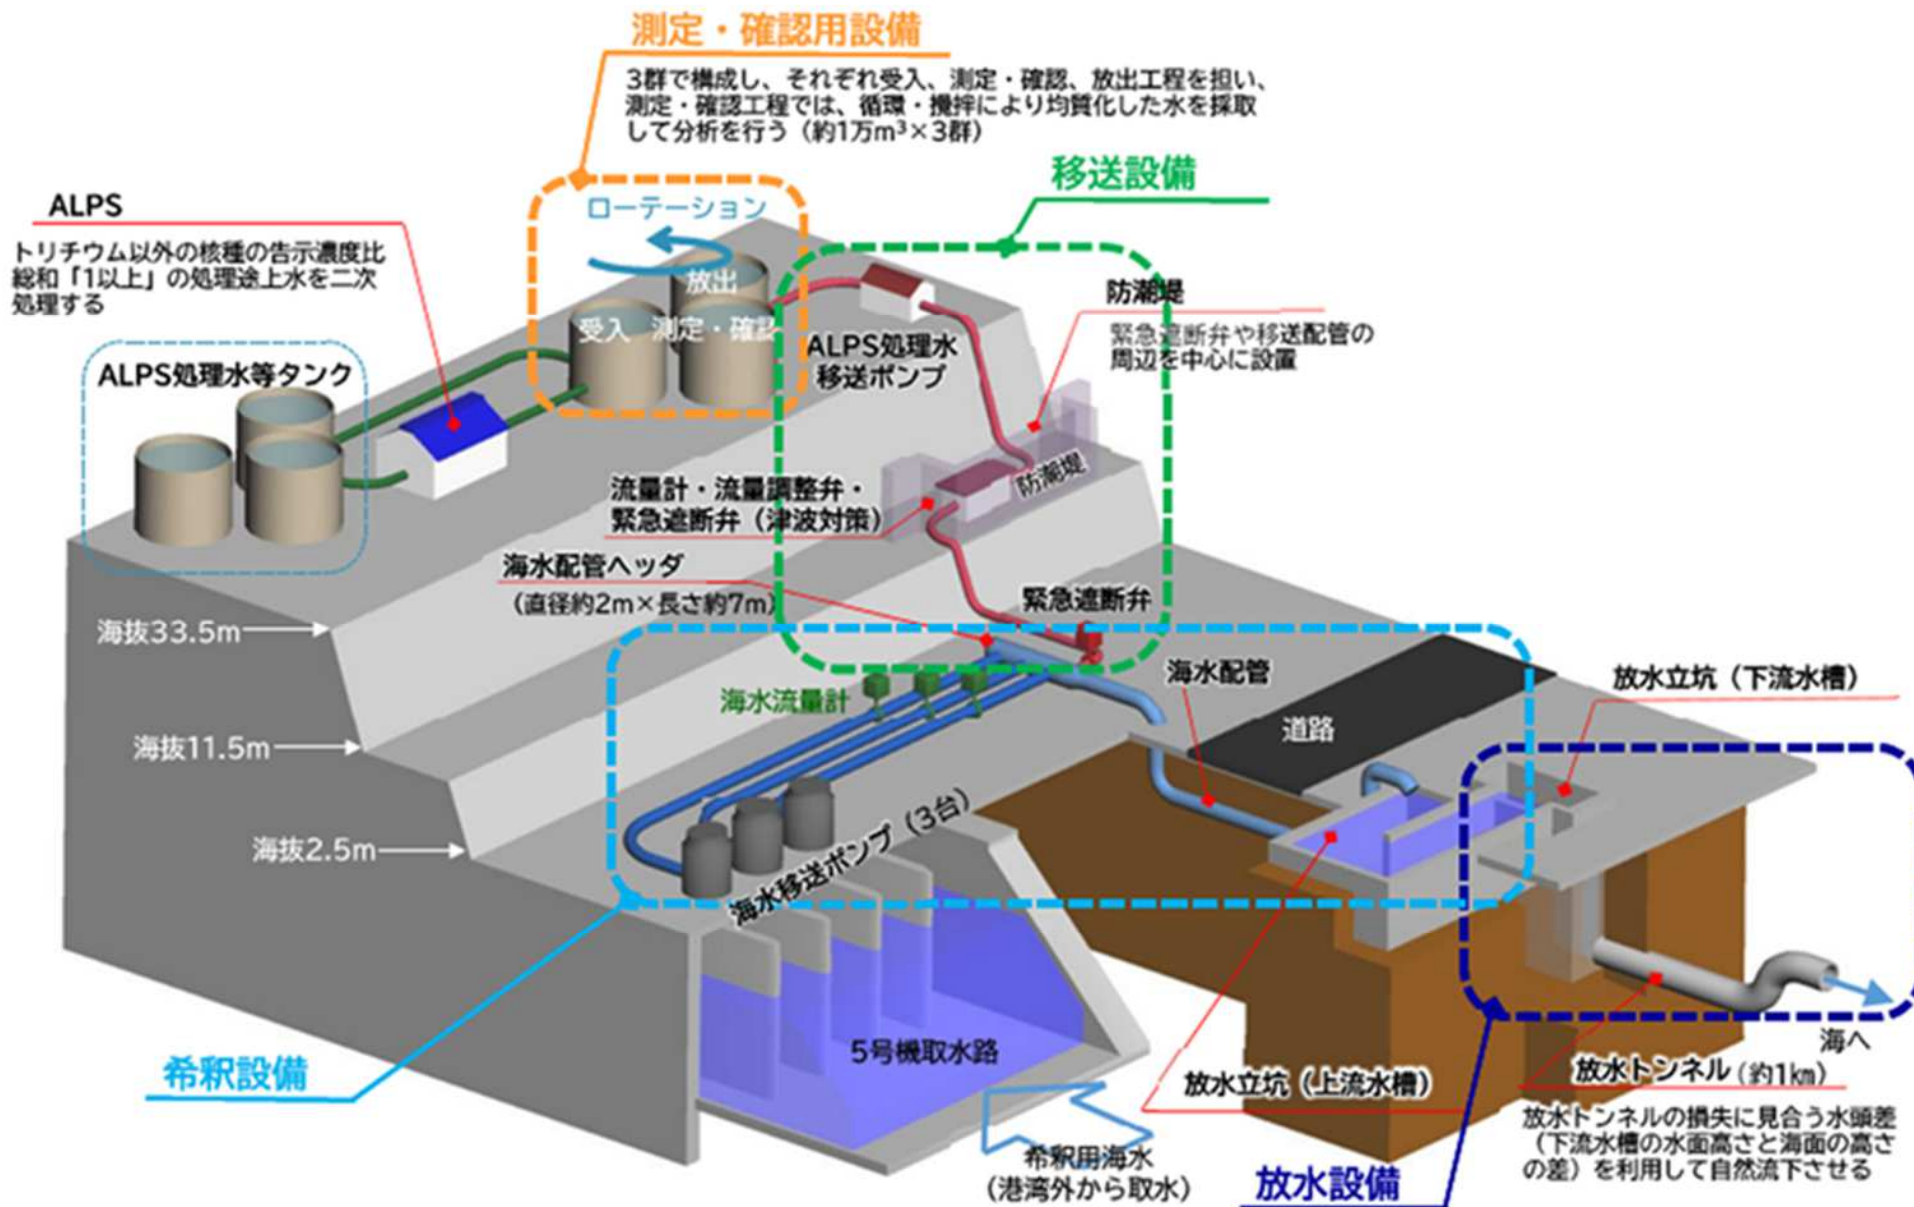 測定・確認用設備
3群で構成し、それぞれ受入、測定・確認、放出工程を担い、
測定・確認工程では、循環・攪拌により均質化した水を採取
して分析を行う（約1万m³×3群）
移送設備
ALPS
トリチウム以外の核種の告示濃度比
総和「1以上」の処理途上水を二次
処理する
ローテーション
放出
受入
測定・確認
防潮堤
緊急遮断弁や移送配管の
周辺を中心に設置
ALPS処理水等タンク
ALPS処理水
移送ポンプ
防潮堤
流量計・流量調整弁・
緊急遮断弁（津波対策）
海水配管ヘッダ
（直径約2m×長さ約7m）
緊急遮断弁
海抜33.5m
海水流量計
海水配管
放水立坑（下流水槽）
海抜11.5m
道路
海抜2.5m
海水移送ポンプ（3台）
5号機取水路
海へ
希釈設備
放水立坑（上流水槽）
放水トンネル（約1km）
放水トンネルの損失に見合う水頭差
（下流水槽の水面高さと海面の高さ
の差）を利用して自然流下させる
希釈用海水
（港湾外から取水）
放水設備